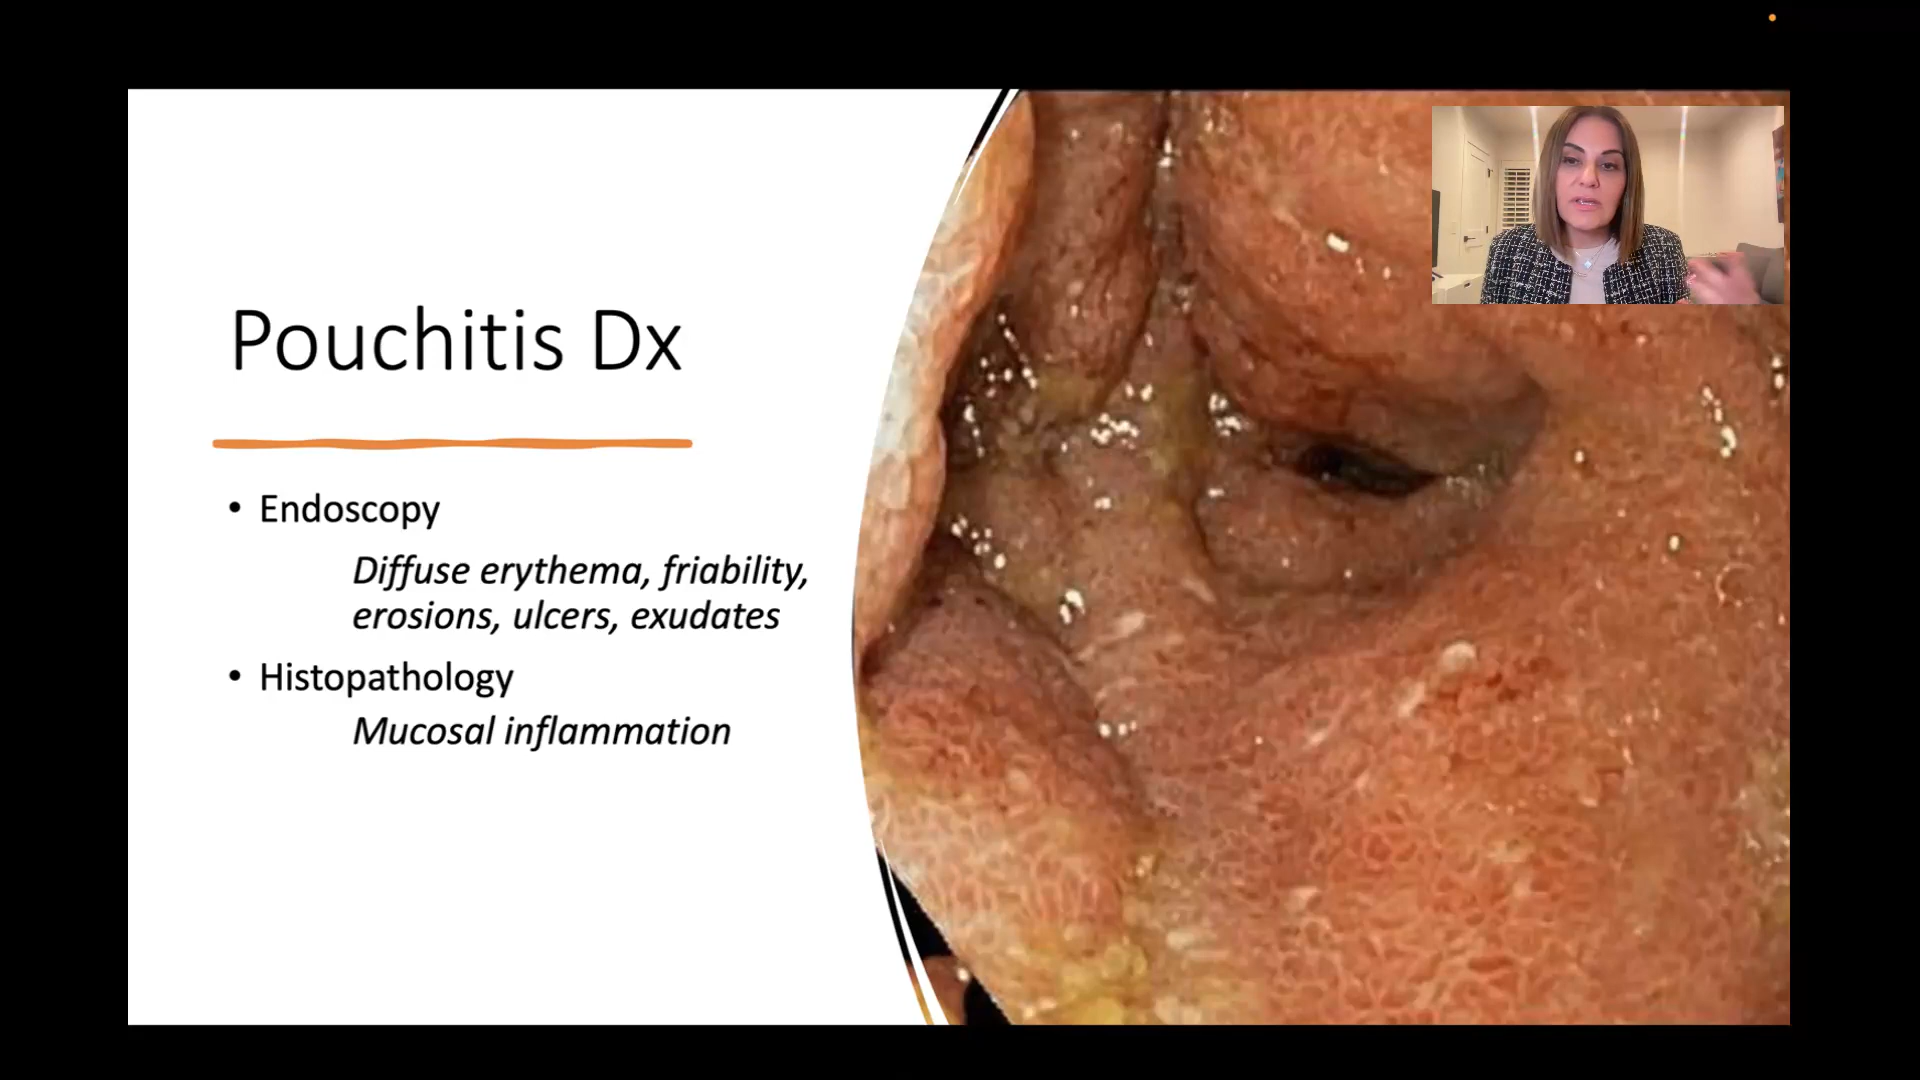 Pouchitis Dx
• Endoscopy
Diffuse erythema, friability,
erosions, ulcers, exudates
• Histopathology
Mucosal inflammation